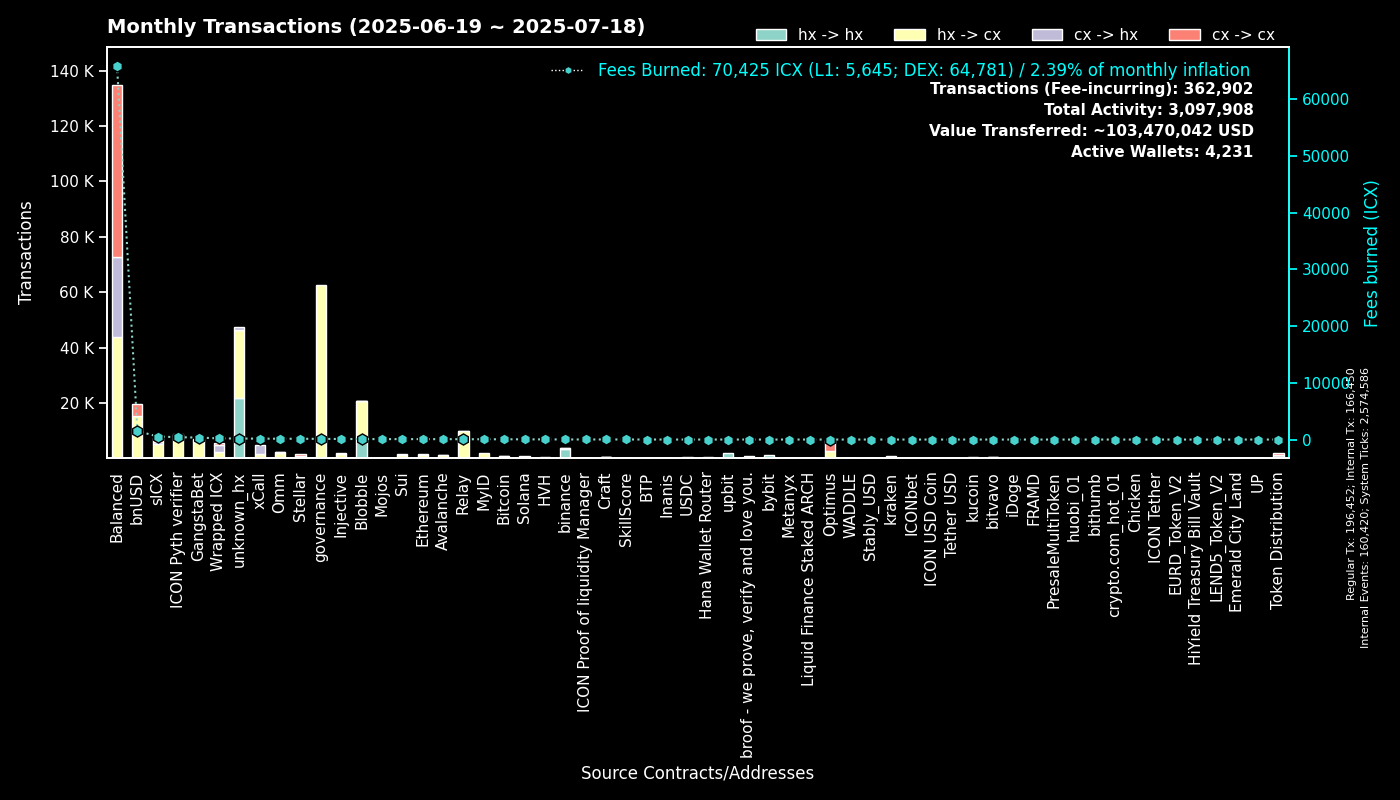 Monthly Transactions (2025-06-19 ~ 2025-07-18)
hx -> hx
hx -> cx
cx -> hx
cx -> cx
Fees Burned: 70,425 ICX (L1: 5,645; DEX: 64,781) / 2.39% of monthly inflation
Transactions (Fee-incurring): 362,902
Total Activity: 3,097,908
Value Transferred: ~103,470,042 USD
Active Wallets: 4,231
Transactions
140 K
120 K
100 K
80 K
60 K
40 K
20 K
60000
50000
40000
30000
20000
10000
0
Fees burned (ICX)
Regular Tx: 196,452; Internal Tx: 166,450
Internal Events: 160,420; System Ticks: 2,574,586
Balanced
bnUSD
sICX
ICON Pyth verifier
GangstaBet
Wrapped ICX
unknown_hx
xCall
Omm
Stellar
governance
Injective
Blobble
Mojos
Sui
Ethereum
Avalanche
Relay
MyID
Bitcoin
Solana
HVH
binance
ICON Proof of liquidity Manager
Craft
SkillScore
BTP
Inanis
USDC
Hana Wallet Router
upbit
broof - we prove, verify and love you.
bybit
Metanyx
Liquid Finance Staked ARCH
Optimus
WADDLE
Stably_USD
kraken
ICONbet
ICON USD Coin
Tether USD
kucoin
bitvavo
iDoge
FRAMD
PresaleMultiToken
huobi_01
bithumb
crypto.com_hot_01
Chicken
ICON Tether
EURD_Token_V2
HiYield Treasury Bill Vault
LEND5_Token_V2
Emerald City Land
UP
Token Distribution
Source Contracts/Addresses